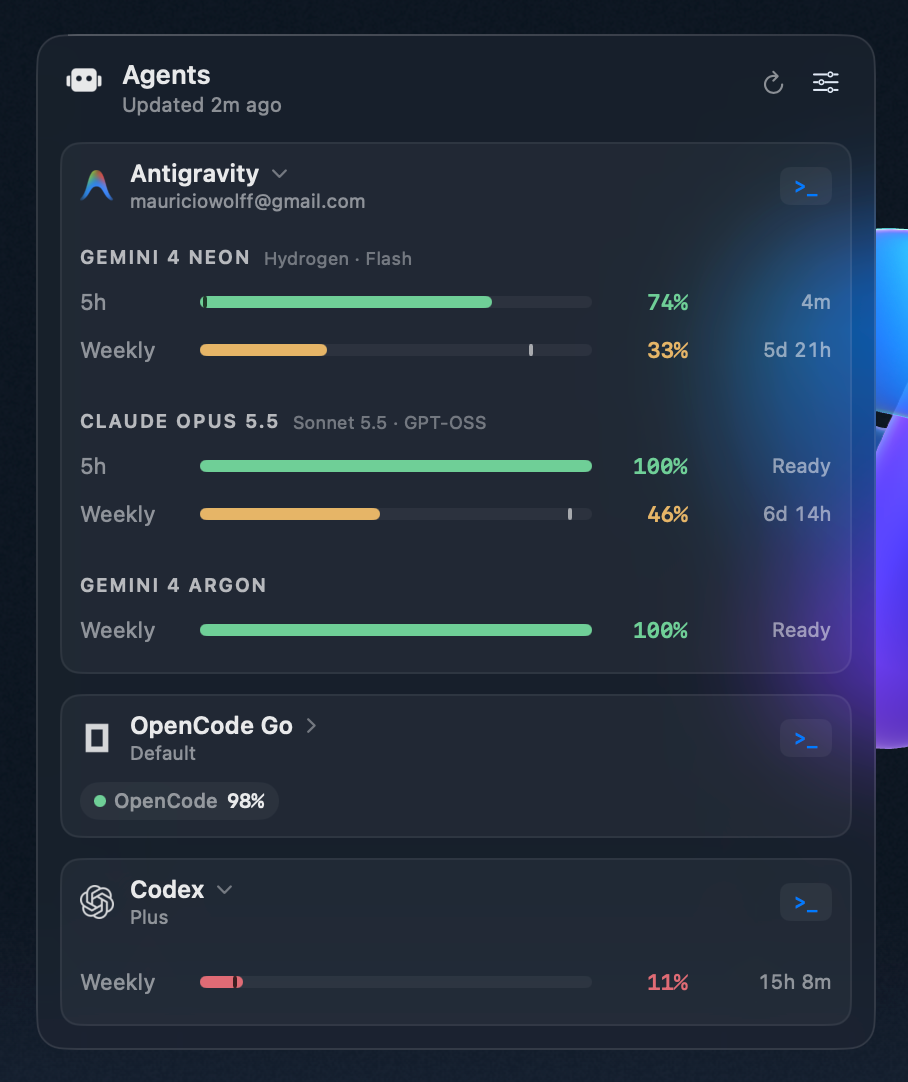 Agents
Updated 2m ago
Antigravity
mauriciowolff@gmail.com
>_
GEMINI 4 NEON Hydrogen · Flash
5h 74% 4m
Weekly 33% 5d 21h
CLAUDE OPUS 5.5 Sonnet 5.5 · GPT-OSS
5h 100% Ready
Weekly 46% 6d 14h
GEMINI 4 ARGON
Weekly 100% Ready
OpenCode Go
Default
>_
OpenCode 98%
Codex
Plus
>_
Weekly 11% 15h 8m